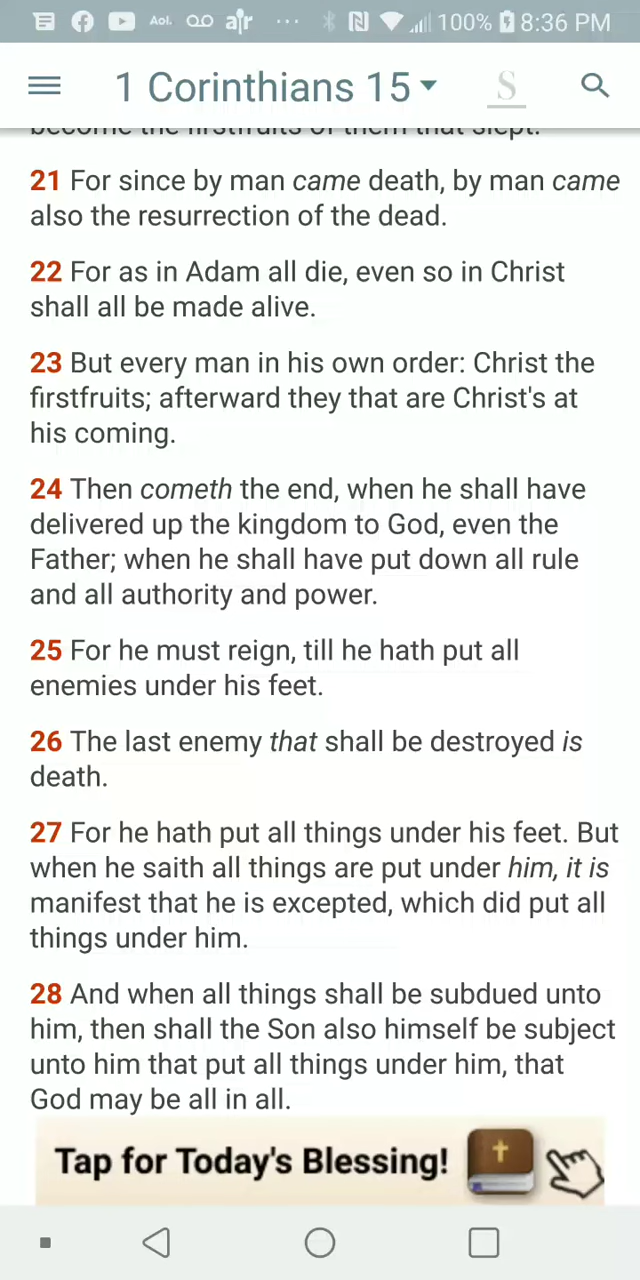 Aol. 100% 8:36 PM
1 Corinthians 15 S
become the firstfruits of them that slept.
21 For since by man came death, by man came
also the resurrection of the dead.
22 For as in Adam all die, even so in Christ
shall all be made alive.
23 But every man in his own order: Christ the
firstfruits; afterward they that are Christ's at
his coming.
24 Then cometh the end, when he shall have
delivered up the kingdom to God, even the
Father; when he shall have put down all rule
and all authority and power.
25 For he must reign, till he hath put all
enemies under his feet.
26 The last enemy that shall be destroyed is
death.
27 For he hath put all things under his feet. But
when he saith all things are put under him, it is
manifest that he is excepted, which did put all
things under him.
28 And when all things shall be subdued unto
him, then shall the Son also himself be subject
unto him that put all things under him, that
God may be all in all.
Tap for Today's Blessing!